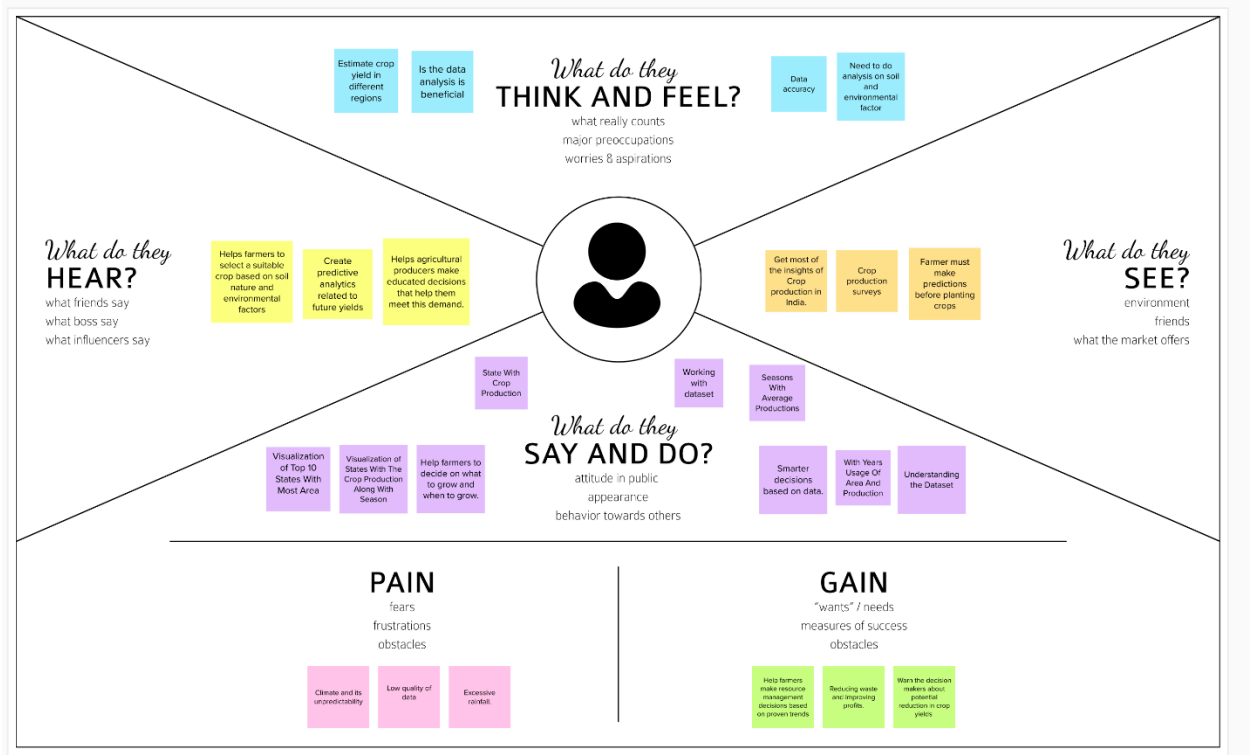 Estimate crop
yield in
different
regions
Is the data
analysis is
beneficial
What do they
THINK AND FEEL?
what really counts
major preoccupations
worries & aspirations
Data
accuracy
Need to do
analysis on soil
and
environmental
factor
What do they
HEAR?
what friends say
what boss say
what influencers say
Helps farmers to
select a suitable
crop based on soil
nature and
environmental
factors
Create
predictive
analytics
related to
future yields
Helps agricultural
producers make
educated decisions
that help them
meet this demand.
Get most of
the insights of
Crop
production in
India.
Crop
production
surveys
Farmer must
make
predictions
before planting
crops
What do they
SEE?
environment
friends
what the market offers
State With
Crop
Production
Working
with
dataset
Seasons
With
Average
Productions
What do they
SAY AND DO?
attitude in public
appearance
behavior towards others
Visualization
of Top 10
States With
Most Area
Visualization of
States With The
Crop Production
Along With
Season
Help farmers to
decide on what
to grow and
when to grow.
Smarter
decisions
based on data.
With Years
Usage Of
Area And
Production
Understanding
the Dataset
PAIN
fears
frustrations
obstacles
Climate and its
unpredictability
Low quality of
data
Excessive
rainfall.
GAIN
"wants" / needs
measures of success
obstacles
Help farmers
make resource
management
decisions based
on proven trends
Reducing waste
and improving
profits.
Warn the decision
makers about
potential
reduction in crop
yields